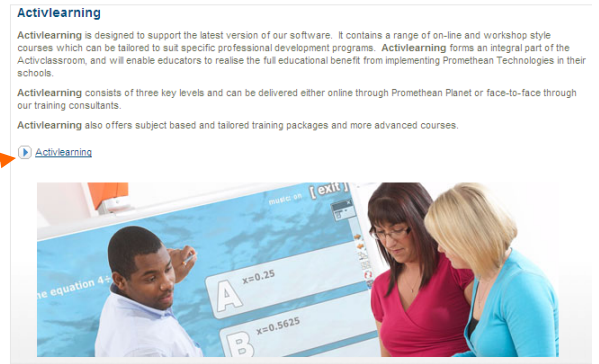 Activlearning
Activlearning is designed to support the latest version of our software. It contains a range of on-line and workshop style
courses which can be tailored to suit specific professional development programs. Activlearning forms an integral part of the
Activclassroom, and will enable educators to realise the full educational benefit from implementing Promethean Technologies in their
schools.
Activlearning consists of three key levels and can be delivered either online through Promethean Planet or face-to-face through
our training consultants.
Activlearning also offers subject based and tailored training packages and more advanced courses.
Activlearning
music on [exit]
e equation 4+
A x=0.25
B x=0.5625